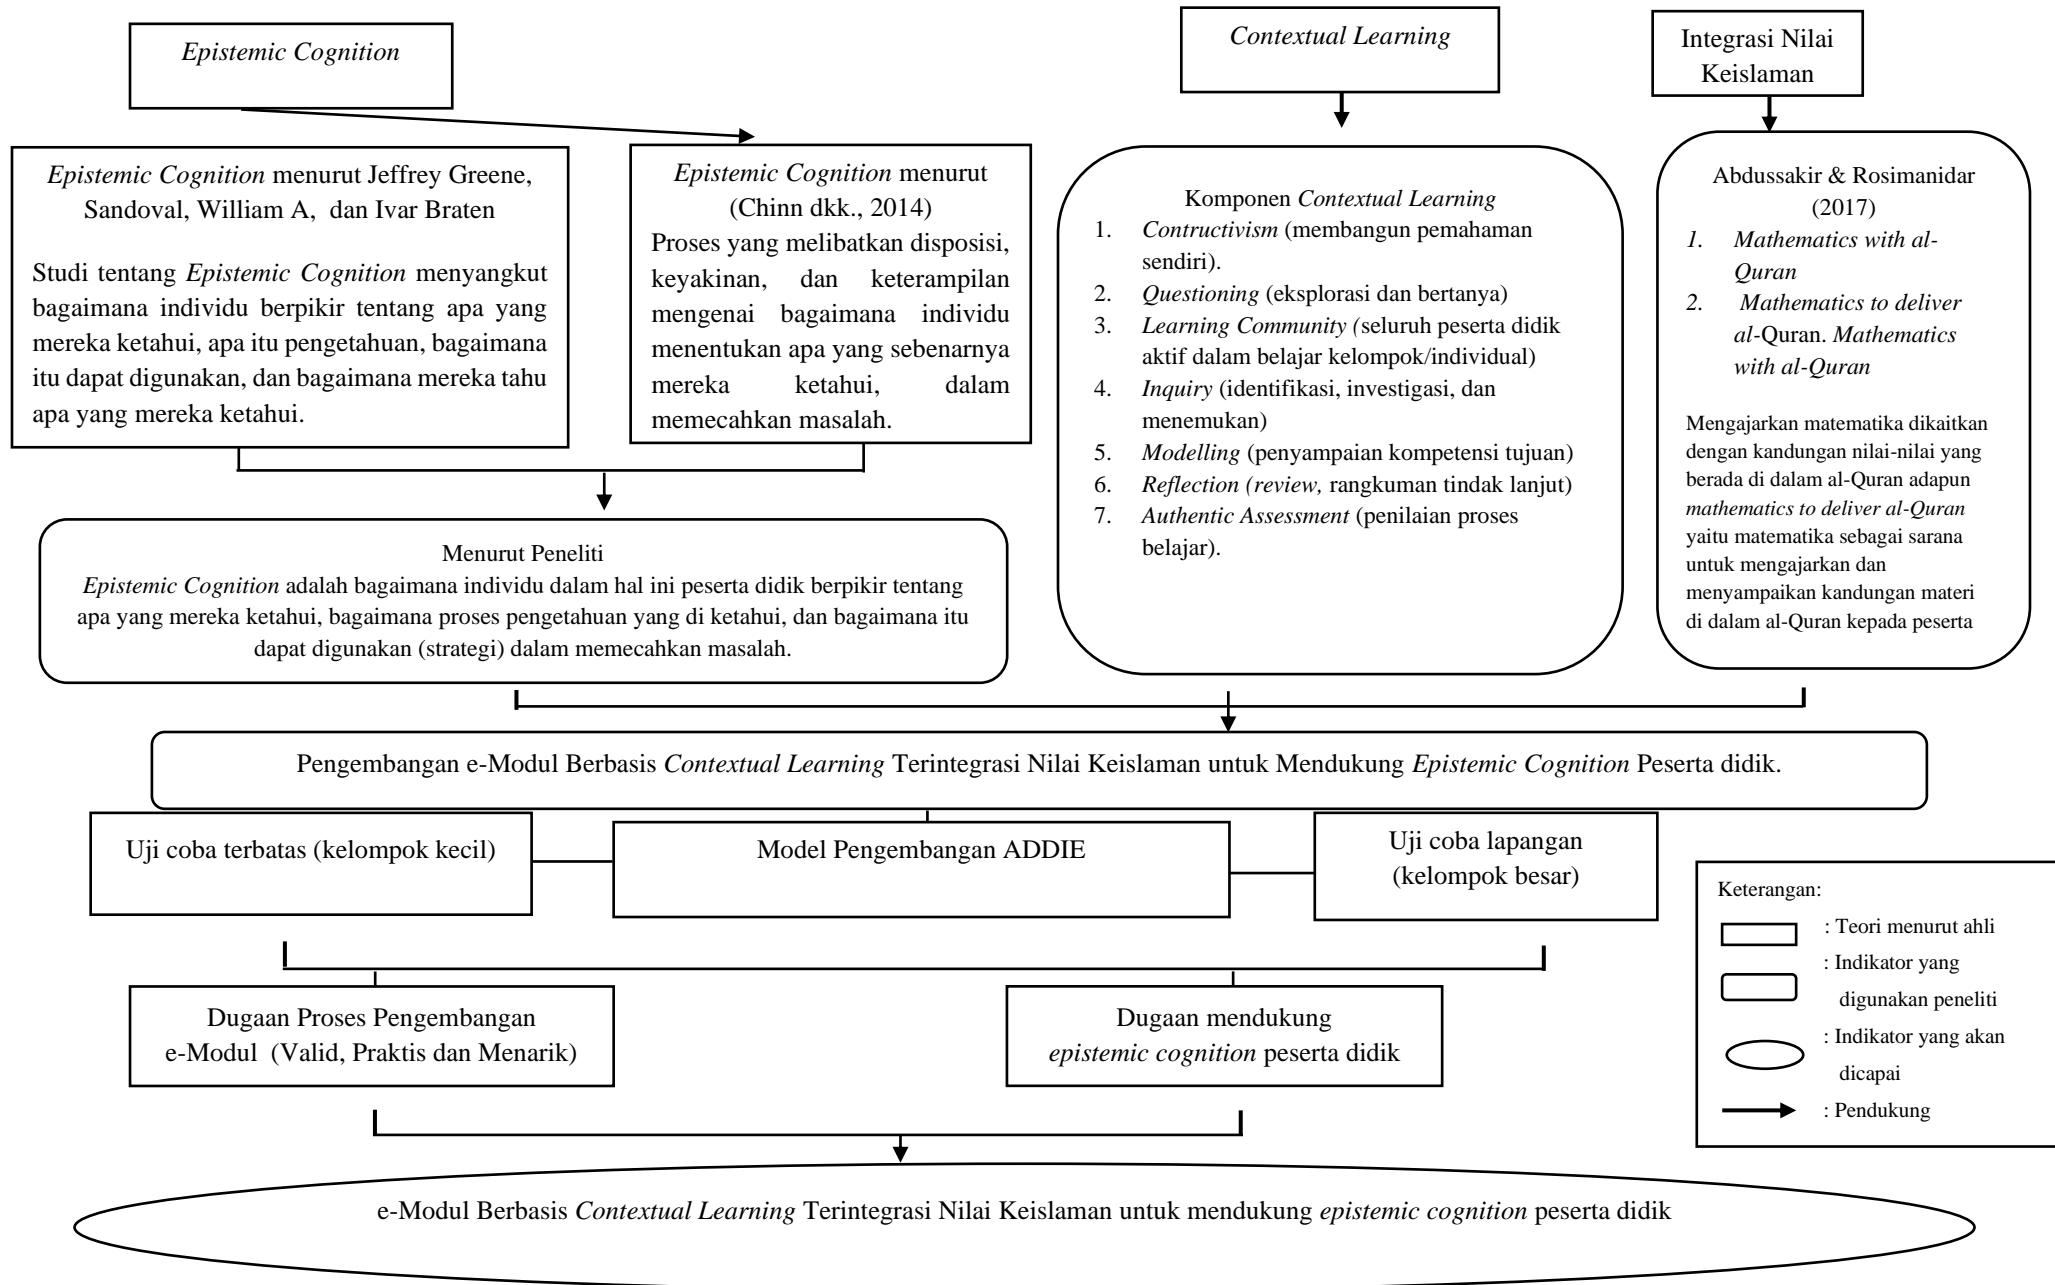 Epistemic Cognition
Contextual Learning
Integrasi Nilai
Keislaman
Epistemic Cognition menurut Jeffrey Greene,
Sandoval, William A,  dan Ivar Braten
Studi tentang Epistemic Cognition menyangkut
bagaimana individu berpikir tentang apa yang
mereka ketahui, apa itu pengetahuan, bagaimana
itu dapat digunakan, dan bagaimana mereka tahu
apa yang mereka ketahui.
Epistemic Cognition menurut
(Chinn dkk., 2014)
Proses yang melibatkan disposisi,
keyakinan, dan keterampilan
mengenai bagaimana individu
menentukan apa yang sebenarnya
mereka ketahui, dalam
memecahkan masalah.
Komponen Contextual Learning
1. Contructivism (membangun pemahaman
sendiri).
2. Questioning (eksplorasi dan bertanya)
3. Learning Community (seluruh peserta didik
aktif dalam belajar kelompok/individual)
4. Inquiry (identifikasi, investigasi, dan
menemukan)
5. Modelling (penyampaian kompetensi tujuan)
6. Reflection (review, rangkuman tindak lanjut)
7. Authentic Assessment (penilaian proses
belajar).
Abdussakir & Rosimanidar
(2017)
1. Mathematics with al-
Quran
2. Mathematics to deliver
al-Quran. Mathematics
with al-Quran
Mengajarkan matematika dikaitkan
dengan kandungan nilai-nilai yang
berada di dalam al-Quran adapun
mathematics to deliver al-Quran
yaitu matematika sebagai sarana
untuk mengajarkan dan
menyampaikan kandungan materi
di dalam al-Quran kepada peserta
Menurut Peneliti
Epistemic Cognition adalah bagaimana individu dalam hal ini peserta didik berpikir tentang
apa yang mereka ketahui, bagaimana proses pengetahuan yang di ketahui, dan bagaimana itu
dapat digunakan (strategi) dalam memecahkan masalah.
Pengembangan e-Modul Berbasis Contextual Learning Terintegrasi Nilai Keislaman untuk Mendukung Epistemic Cognition Peserta didik.
Uji coba terbatas (kelompok kecil)
Model Pengembangan ADDIE
Uji coba lapangan
(kelompok besar)
Dugaan Proses Pengembangan
e-Modul  (Valid, Praktis dan Menarik)
Dugaan mendukung
epistemic cognition peserta didik
Keterangan:
: Teori menurut ahli
: Indikator yang
digunakan peneliti
: Indikator yang akan
dicapai
: Pendukung
e-Modul Berbasis Contextual Learning Terintegrasi Nilai Keislaman untuk mendukung epistemic cognition peserta didik